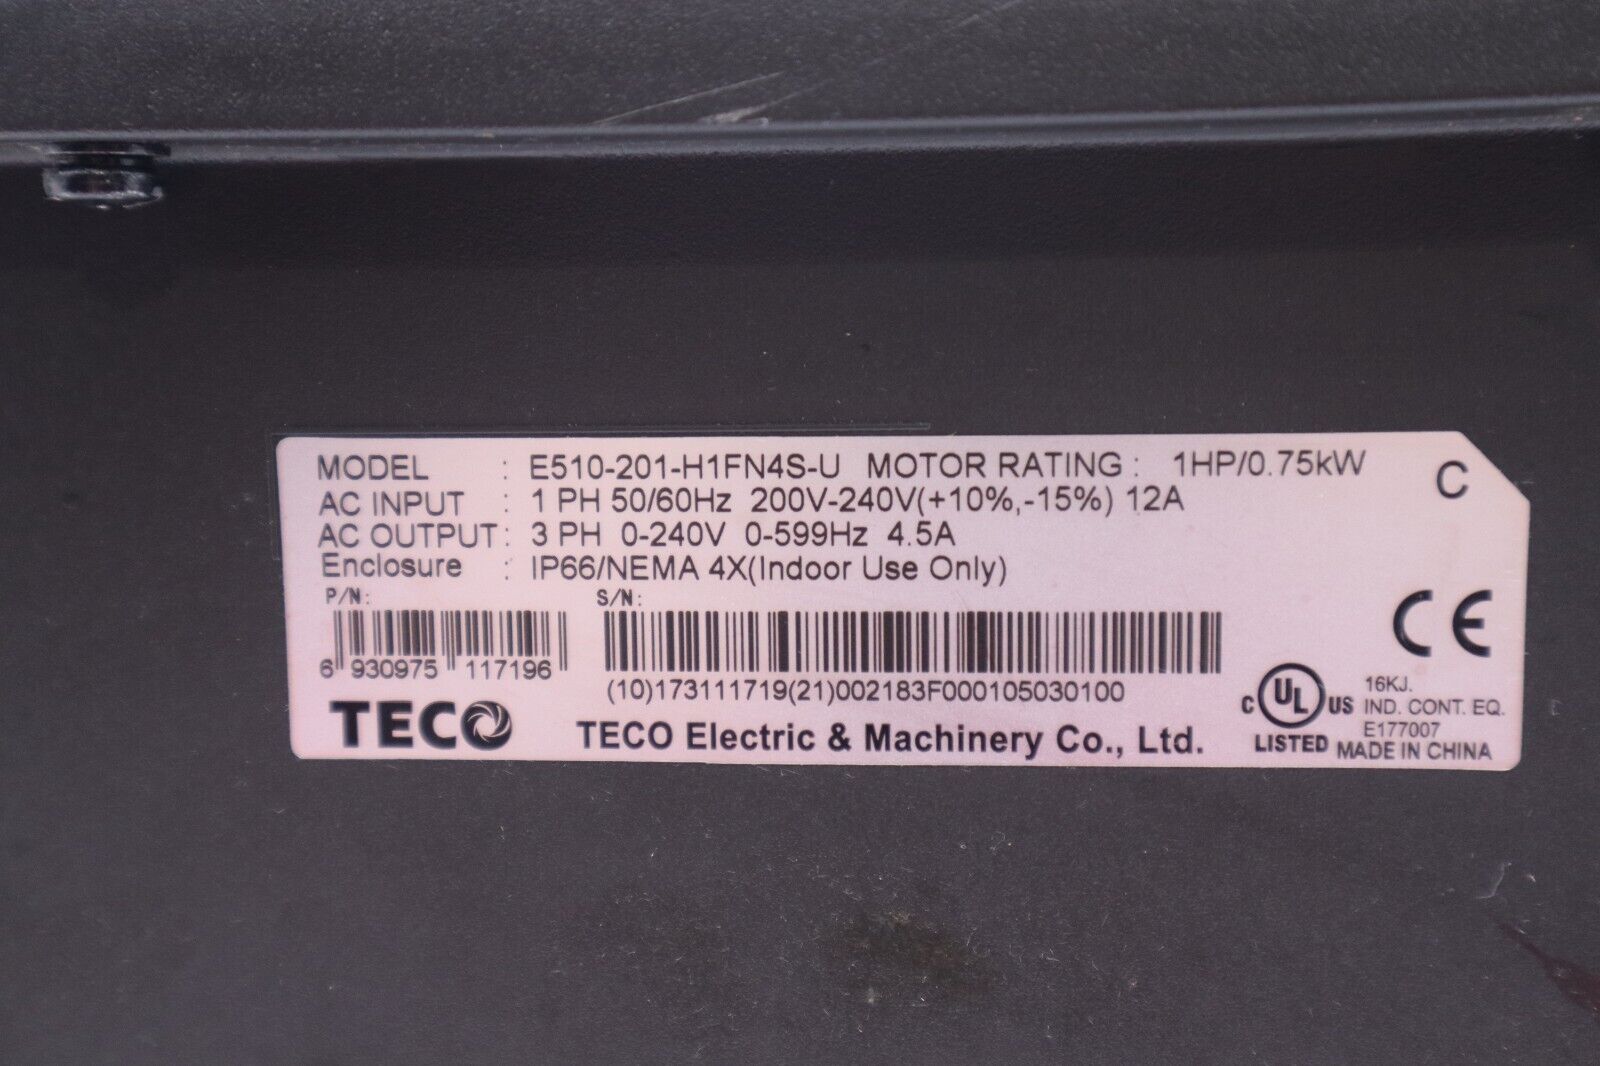 MODEL : E510-201-H1FN4S-U MOTOR RATING : 1HP/0.75kW C
AC INPUT : 1 PH 50/60Hz 200V-240V(+10%,-15%) 12A
AC OUTPUT : 3 PH 0-240V 0-599Hz 4.5A
Enclosure : IP66/NEMA 4X(Indoor Use Only)
P/N: S/N:
6 930975 117196
(10)173111719(21)002183F000105030100
CE
TECO TECO Electric & Machinery Co., Ltd.
C UL US LISTED
16KJ.
IND. CONT. EQ.
E177007
MADE IN CHINA